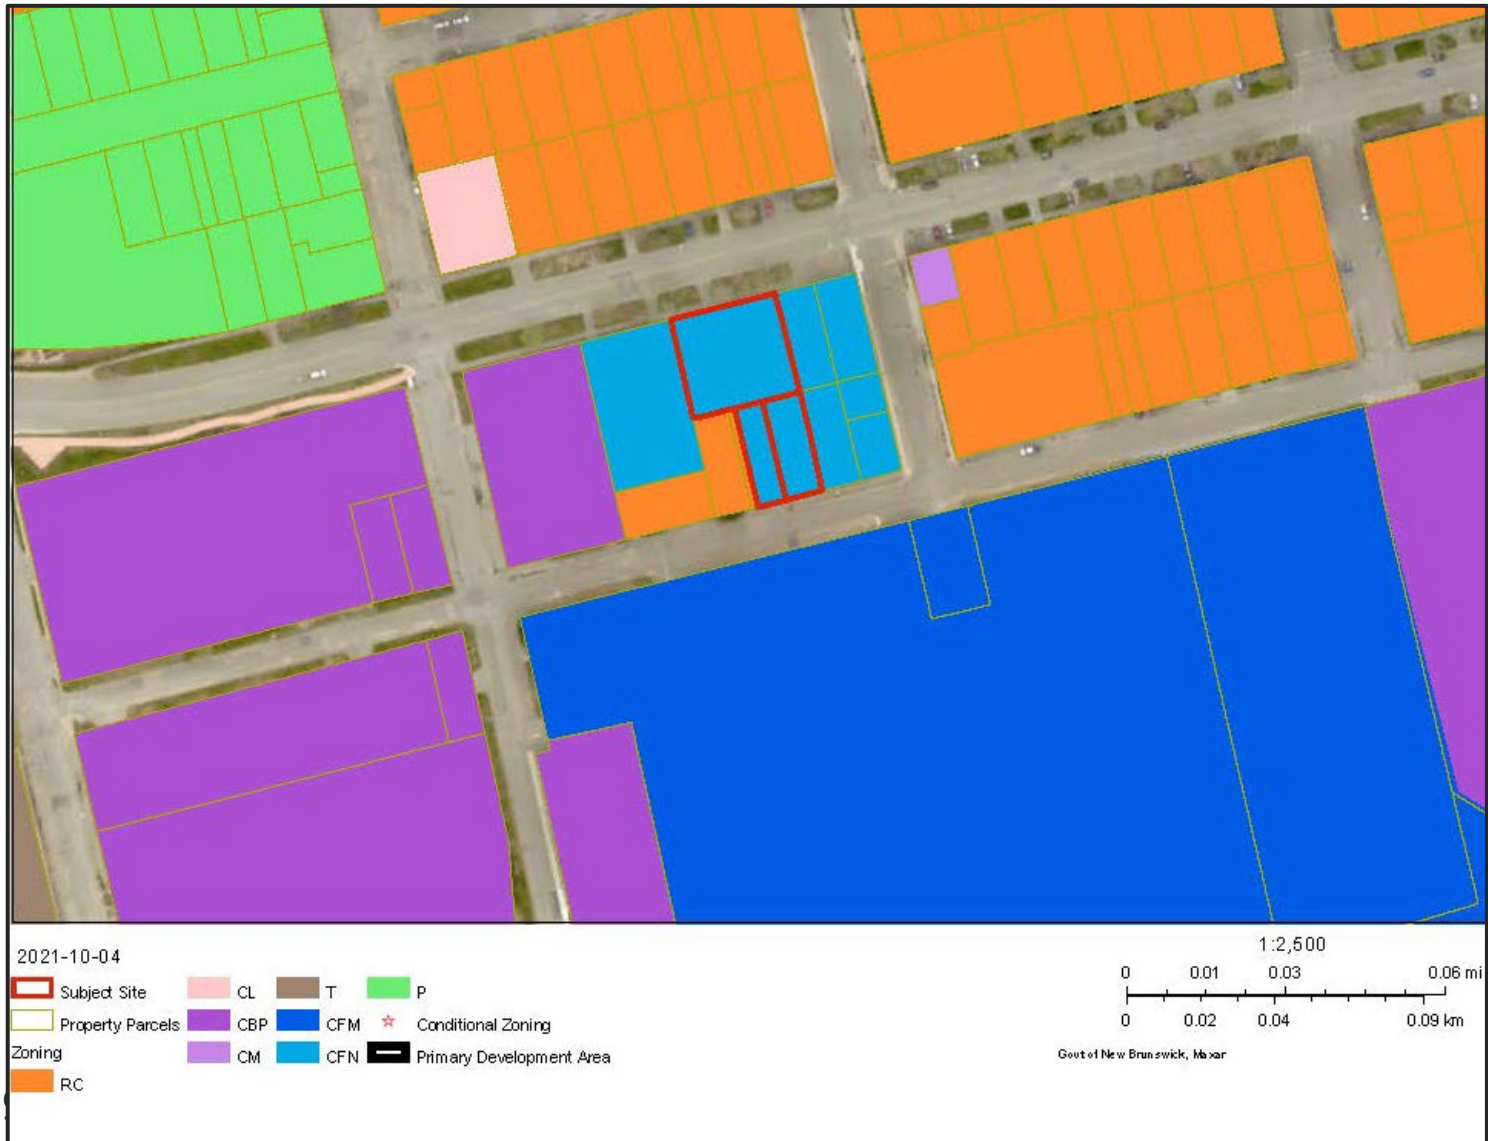 2021-10-04
1:2,500
Subject Site
Property Parcels
Zoning
RC
CL
CBP
CM
T
CFM
CFN
P
Conditional Zoning
Primary Development Area
0 0.01 0.03 0.06 mi
0 0.02 0.04 0.09 km
Govt of New Brunswick, Maxar